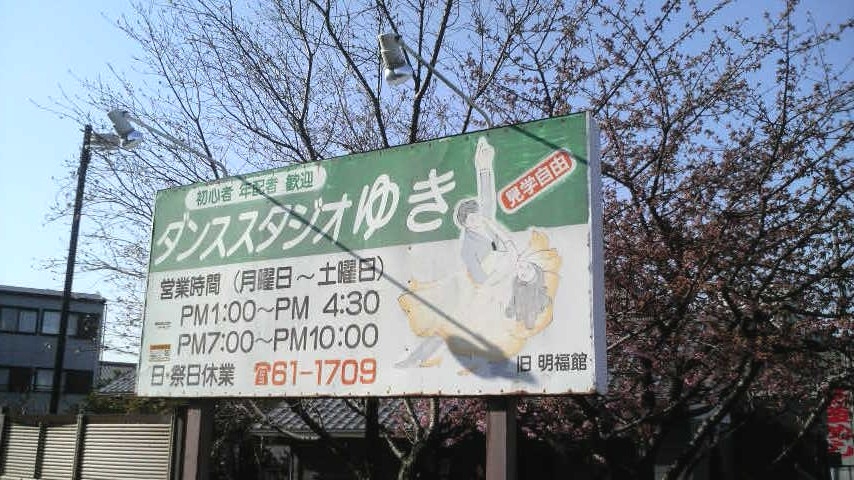 初心者 年配者 歓迎
ダンススタジオゆき
見学自由
営業時間 (月曜日～土曜日)
PM1:00～PM 4:30
PM7:00～PM10:00
日・祭日休業 ☎61-1709
旧 明福館